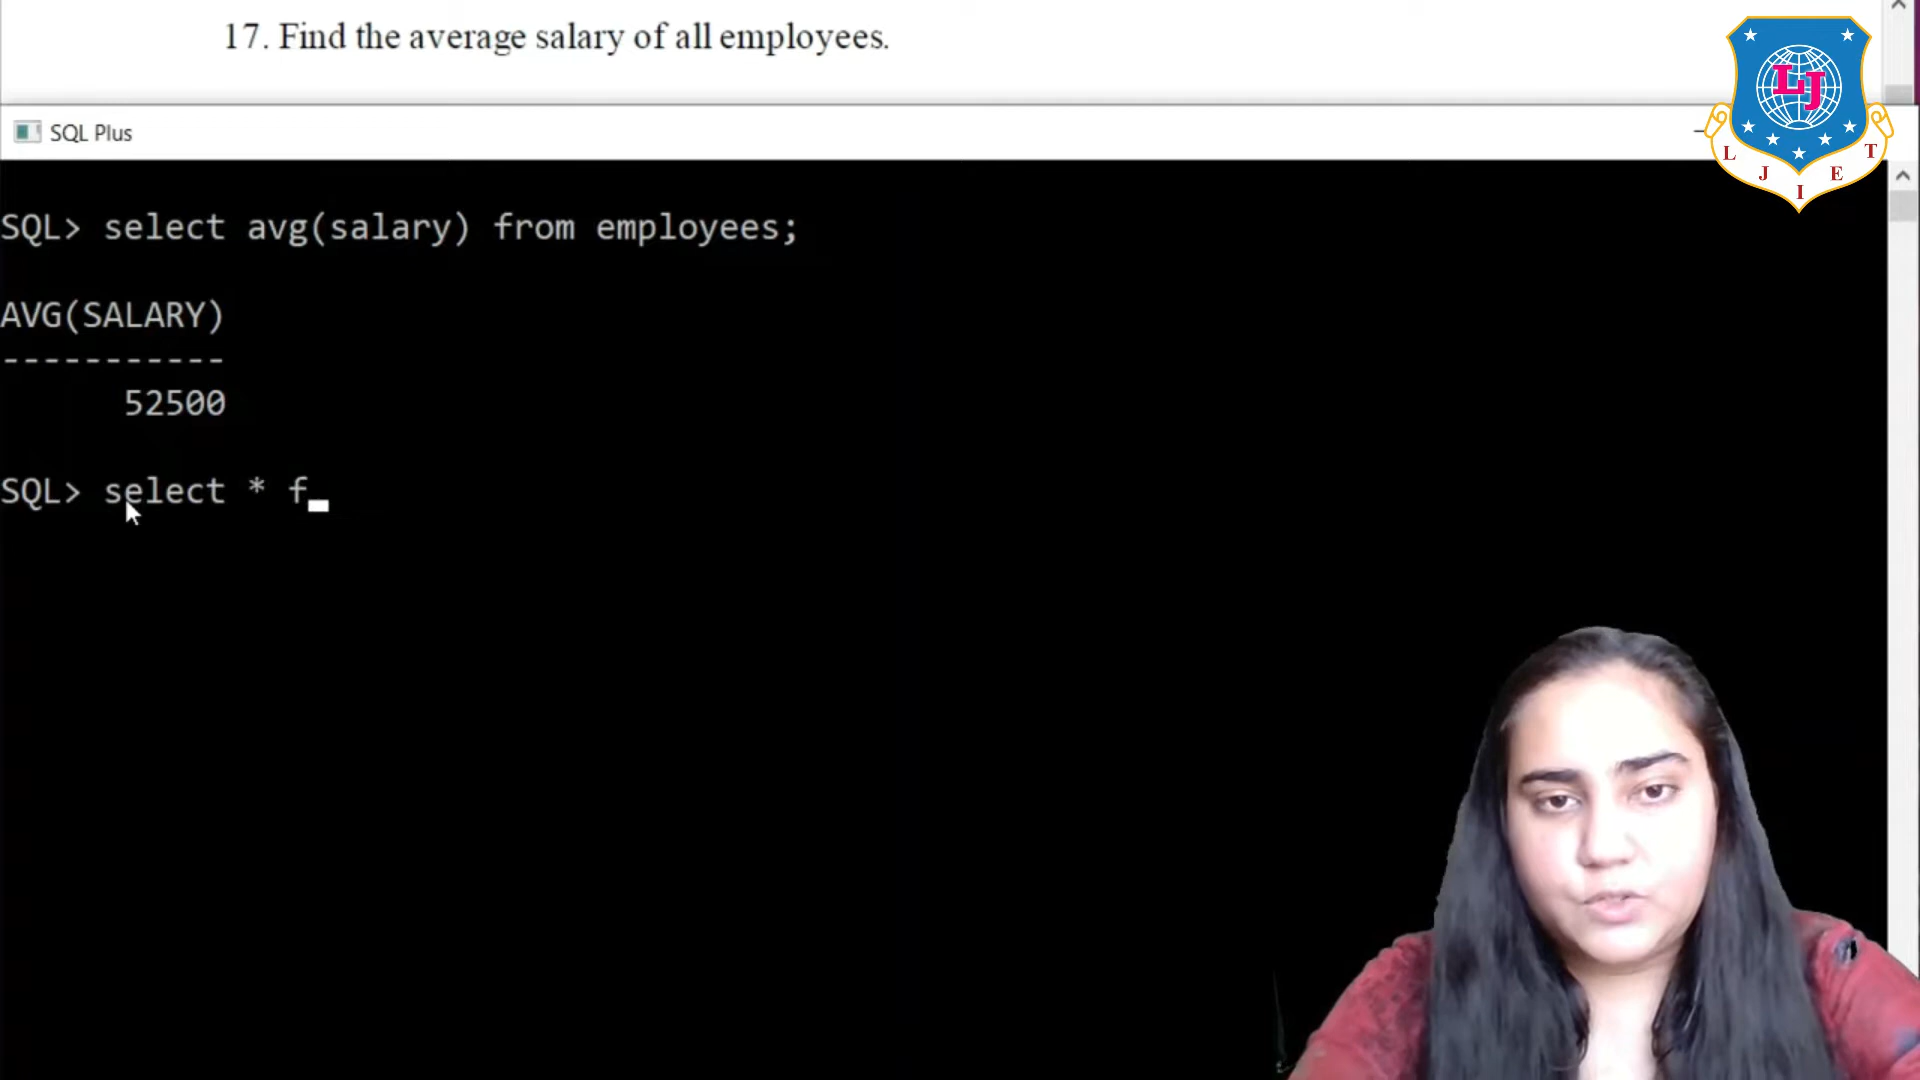 17. Find the average salary of all employees.
SQL Plus
LJ
L J I E T
SQL> select avg(salary) from employees;
AVG(SALARY)
-----------
52500
SQL> select * f